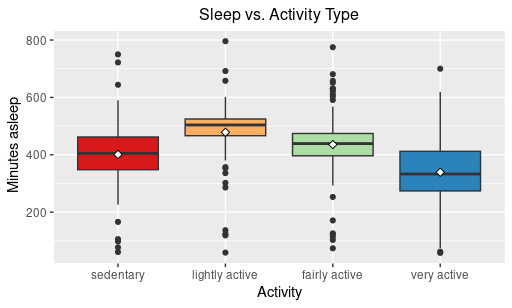 Sleep vs. Activity Type
Minutes asleep
800
600
400
200
sedentary lightly active fairly active very active
Activity